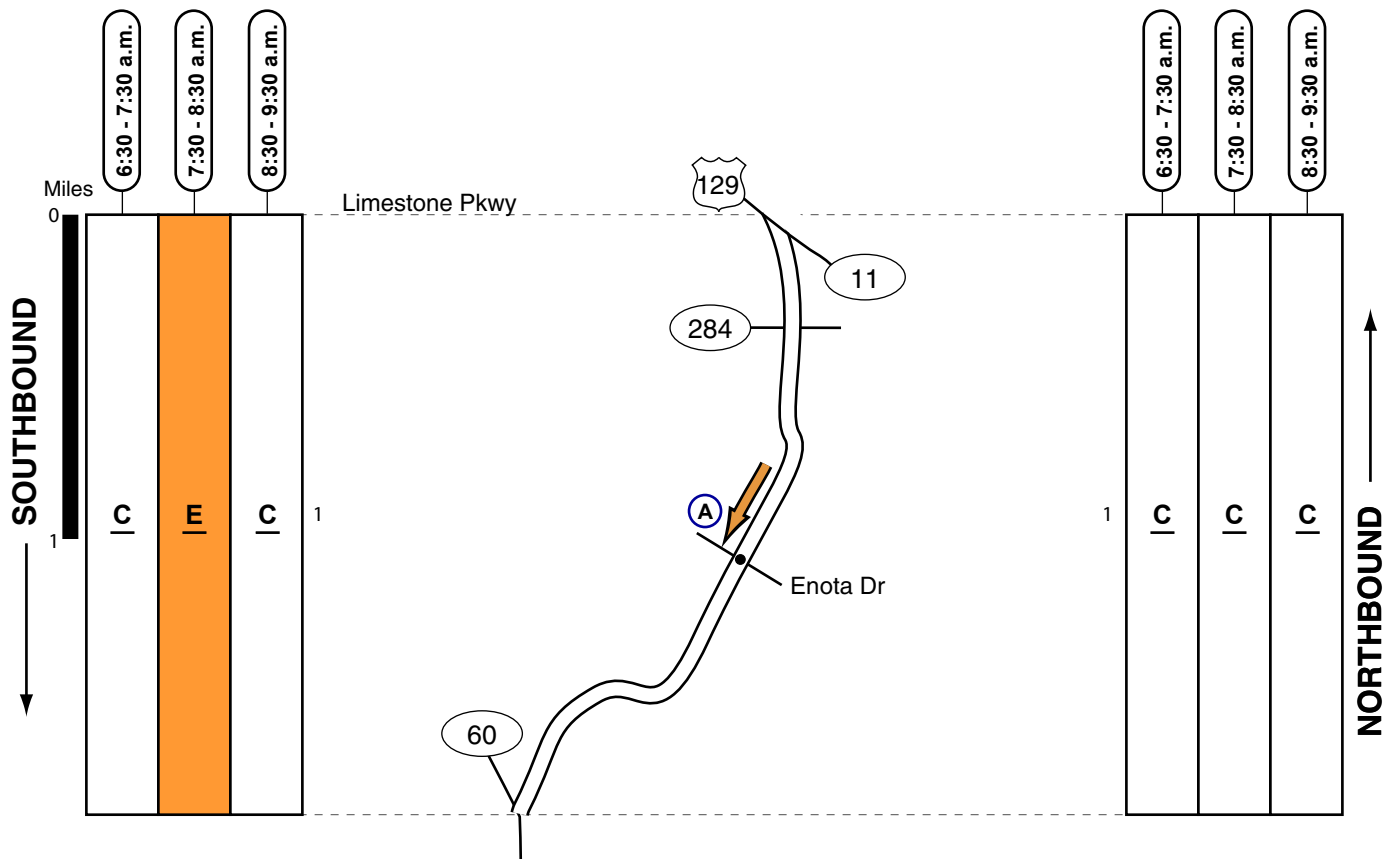 6:30 - 7:30 a.m.
7:30 - 8:30 a.m.
8:30 - 9:30 a.m.
6:30 - 7:30 a.m.
7:30 - 8:30 a.m.
8:30 - 9:30 a.m.
Miles
0
Limestone Pkwy
129
11
284
SOUTHBOUND
1
C
E
C
1
A
Enota Dr
60
1
C
C
C
NORTHBOUND